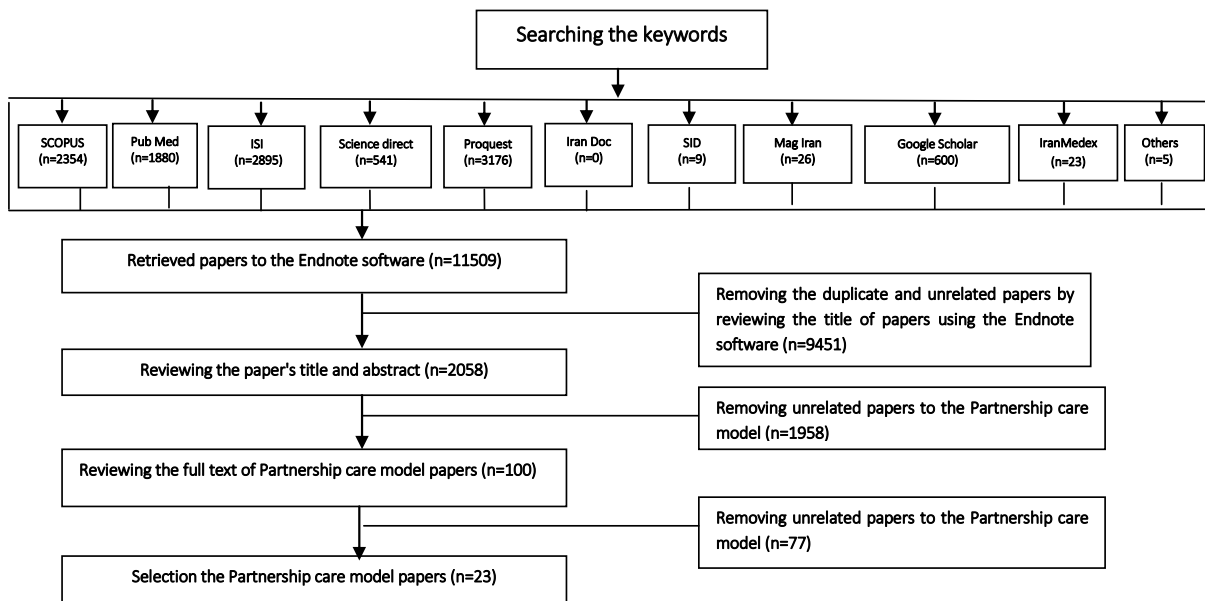 Searching the keywords
SCOPUS
(n=2354)
Pub Med
(n=1880)
ISI
(n=2895)
Science direct
(n=541)
Proquest
(n=3176)
Iran Doc
(n=0)
SID
(n=9)
Mag Iran
(n=26)
Google Scholar
(n=600)
IranMedex
(n=23)
Others
(n=5)
Retrieved papers to the Endnote software (n=11509)
Removing the duplicate and unrelated papers by
reviewing the title of papers using the Endnote
software (n=9451)
Reviewing the paper's title and abstract (n=2058)
Removing unrelated papers to the Partnership care
model (n=1958)
Reviewing the full text of Partnership care model papers (n=100)
Removing unrelated papers to the Partnership care
model (n=77)
Selection the Partnership care model papers (n=23)